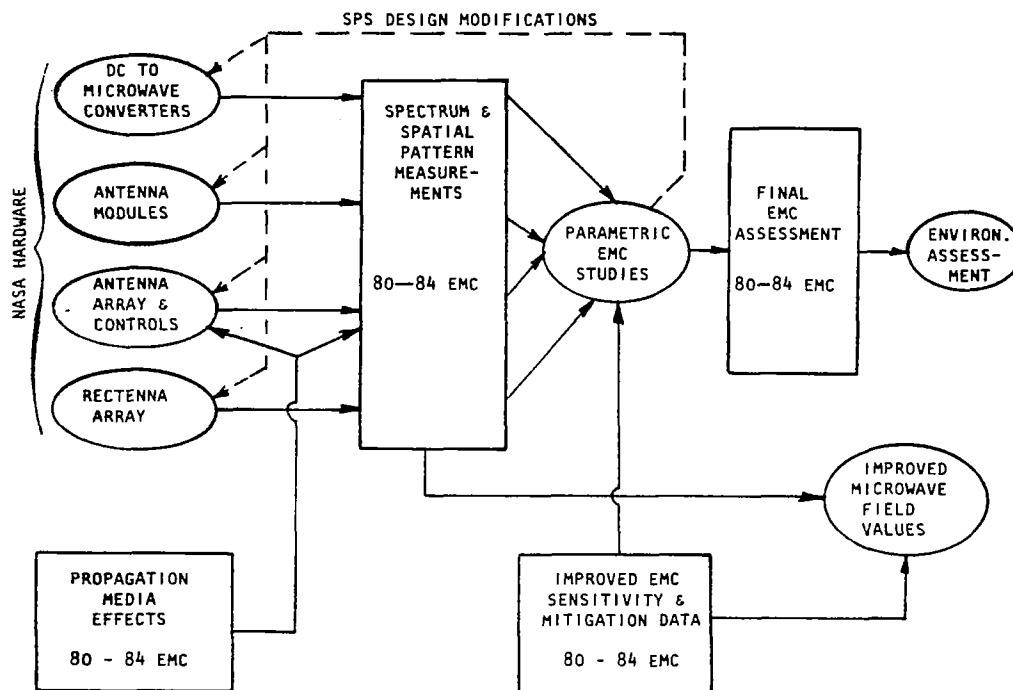 SPS DESIGN MODIFICATIONS
NASA HARDWARE
DC TO
MICROWAVE
CONVERTERS
ANTENNA
MODULES
ANTENNA
ARRAY &
CONTROLS
RECTENNA
ARRAY
SPECTRUM &
SPATIAL
PATTERN
MEASURE-
MENTS
80—84 EMC
PARAMETRIC
EMC
STUDIES
FINAL
EMC
ASSESSMENT
80—84 EMC
ENVIRON.
ASSESS-
MENT
IMPROVED
MICROWAVE
FIELD
VALUES
PROPAGATION
MEDIA
EFFECTS
80 - 84 EMC
IMPROVED EMC
SENSITIVITY &
MITIGATION DATA
80 - 84 EMC